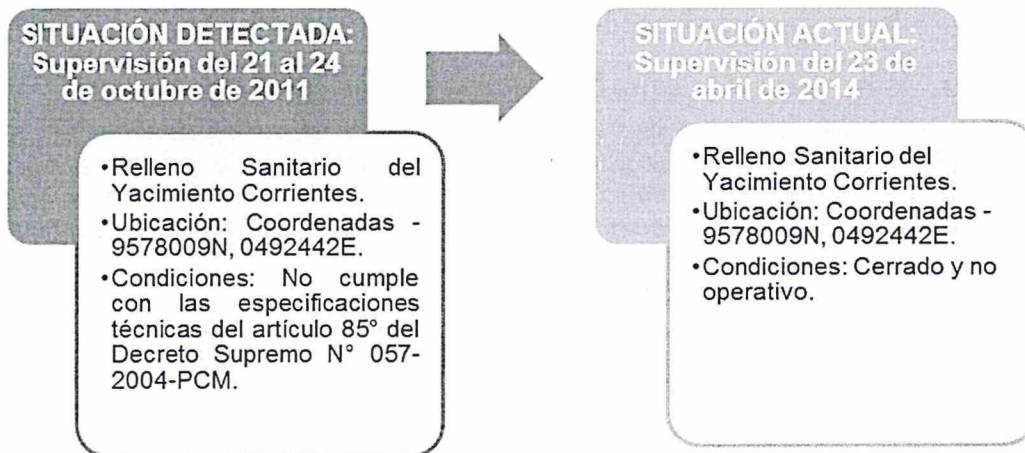 SITUACIÓN DETECTADA:
Supervisión del 21 al 24
de octubre de 2011
•Relleno Sanitario del
Yacimiento Corrientes.
•Ubicación: Coordenadas -
9578009N, 0492442E.
•Condiciones: No cumple
con las especificaciones
técnicas del artículo 85° del
Decreto Supremo N° 057-
2004-PCM.
SITUACIÓN ACTUAL:
Supervisión del 23 de
abril de 2014
•Relleno Sanitario del
Yacimiento Corrientes.
•Ubicación: Coordenadas -
9578009N, 0492442E.
•Condiciones: Cerrado y no
operativo.